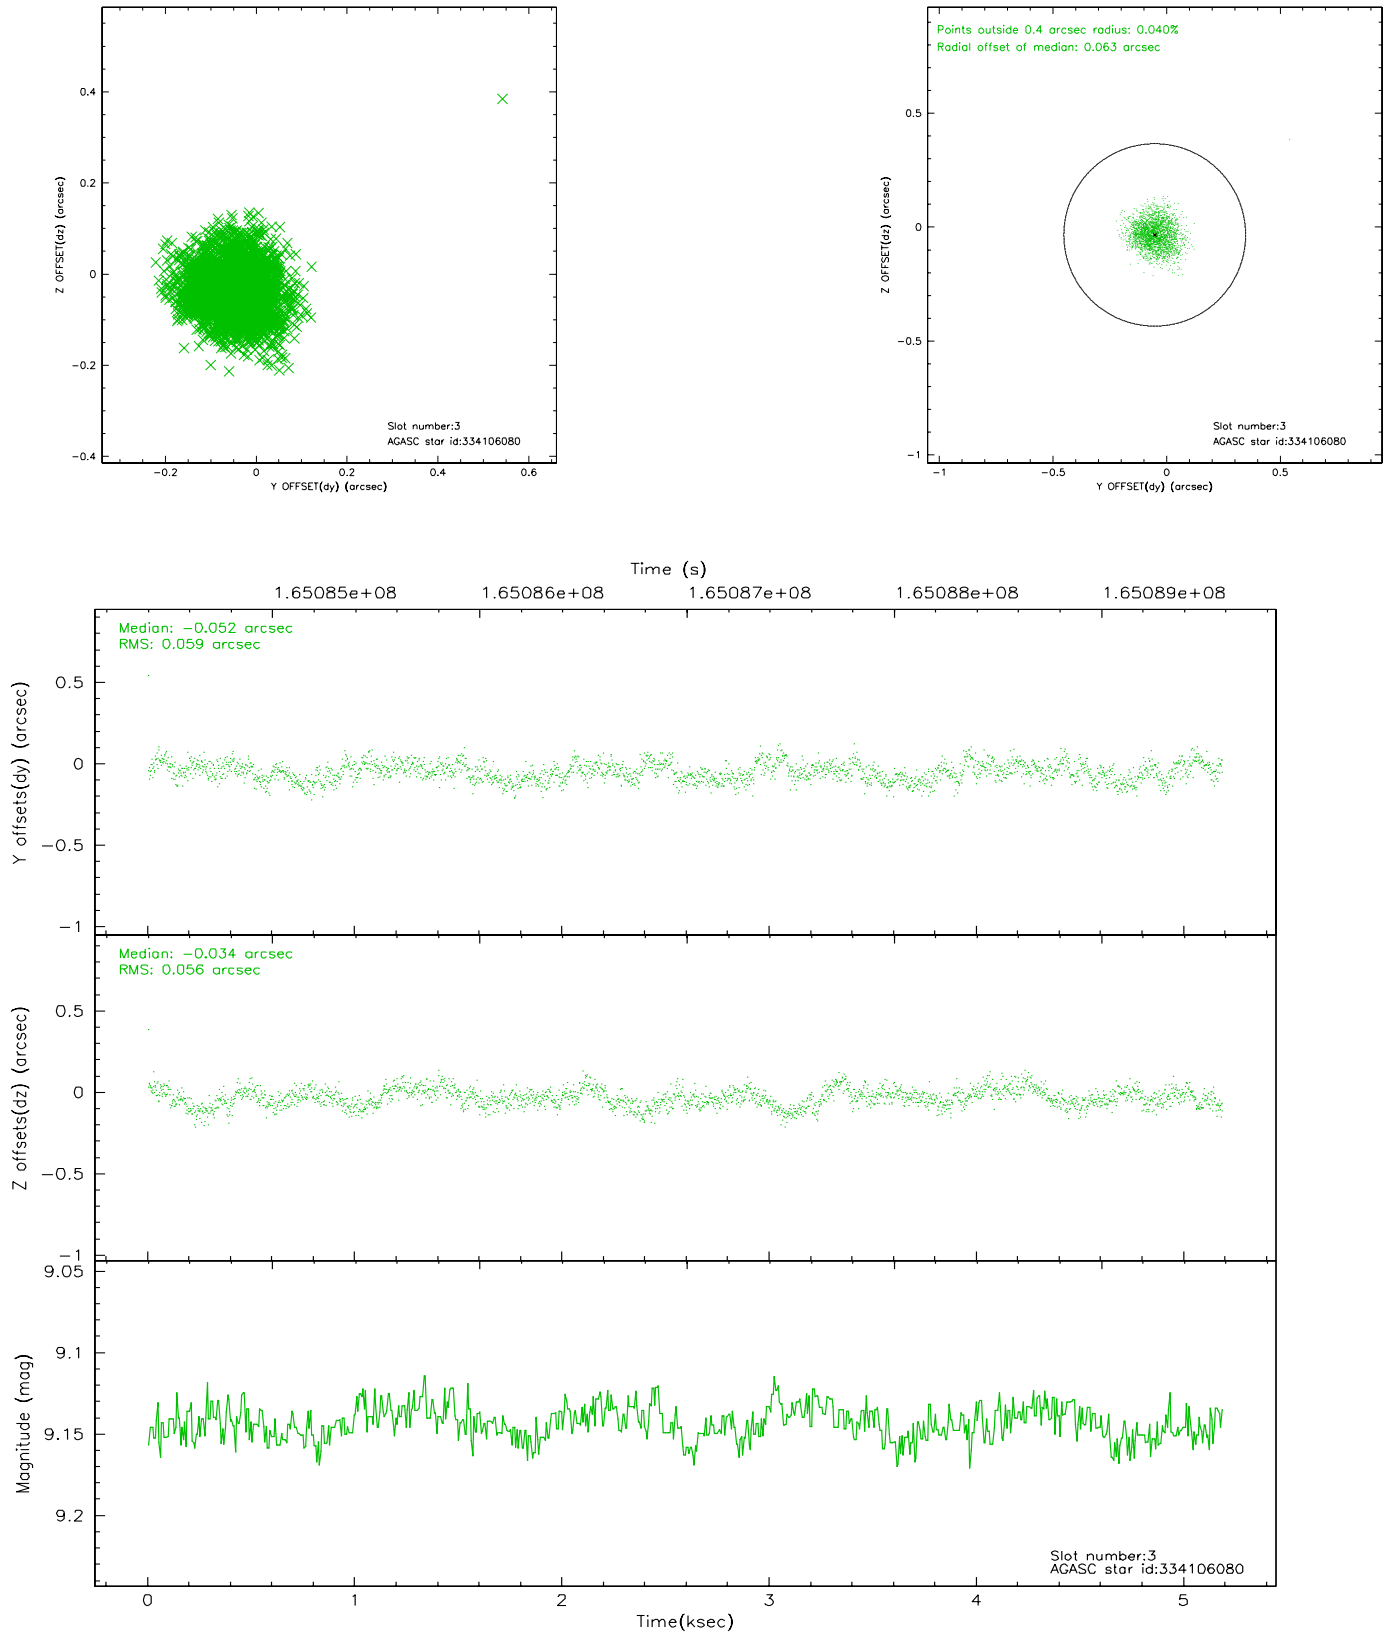 0.4
0.2
0
−0.2
−0.4
Z OFFSET(dz) (arcsec)
Slot number:3
AGASC star id:334106080
−0.2 0 0.2 0.4 0.6
Y OFFSET(dy) (arcsec)
Points outside 0.4 arcsec radius: 0.040%
Radial offset of median: 0.063 arcsec
0.5
0
−0.5
−1
Z OFFSET(dz) (arcsec)
Slot number:3
AGASC star id:334106080
−1 −0.5 0 0.5
Y OFFSET(dy) (arcsec)
Time (s)
1.65085e+08 1.65086e+08 1.65087e+08 1.65088e+08 1.65089e+08
Median: −0.052 arcsec
RMS: 0.059 arcsec
0.5
0
−0.5
−1
Y offsets(dy) (arcsec)
Median: −0.034 arcsec
RMS: 0.056 arcsec
0.5
0
−0.5
−1
Z offsets(dz) (arcsec)
9.05
9.1
9.15
9.2
Magnitude (mag)
Slot number:3
AGASC star id:334106080
0 1 2 3 4 5
Time(ksec)